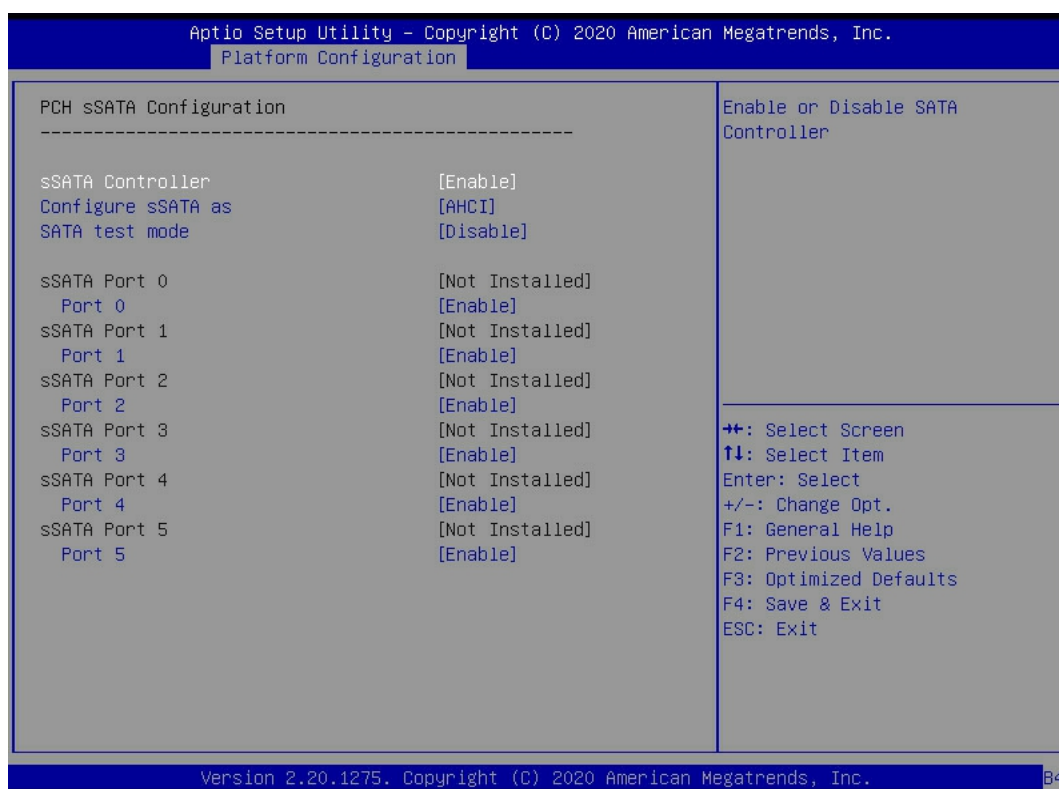 Aptio Setup Utility – Copyright (C) 2020 American Megatrends, Inc.
Platform Configuration
PCH sSATA Configuration
--------------------------------------------------
sSATA Controller [Enable]
Configure sSATA as [AHCI]
SATA test mode [Disable]
sSATA Port 0 [Not Installed]
Port 0 [Enable]
sSATA Port 1 [Not Installed]
Port 1 [Enable]
sSATA Port 2 [Not Installed]
Port 2 [Enable]
sSATA Port 3 [Not Installed]
Port 3 [Enable]
sSATA Port 4 [Not Installed]
Port 4 [Enable]
sSATA Port 5 [Not Installed]
Port 5 [Enable]
Enable or Disable SATA
Controller
→←: Select Screen
↑↓: Select Item
Enter: Select
+/-: Change Opt.
F1: General Help
F2: Previous Values
F3: Optimized Defaults
F4: Save & Exit
ESC: Exit
Version 2.20.1275. Copyright (C) 2020 American Megatrends, Inc.
B4